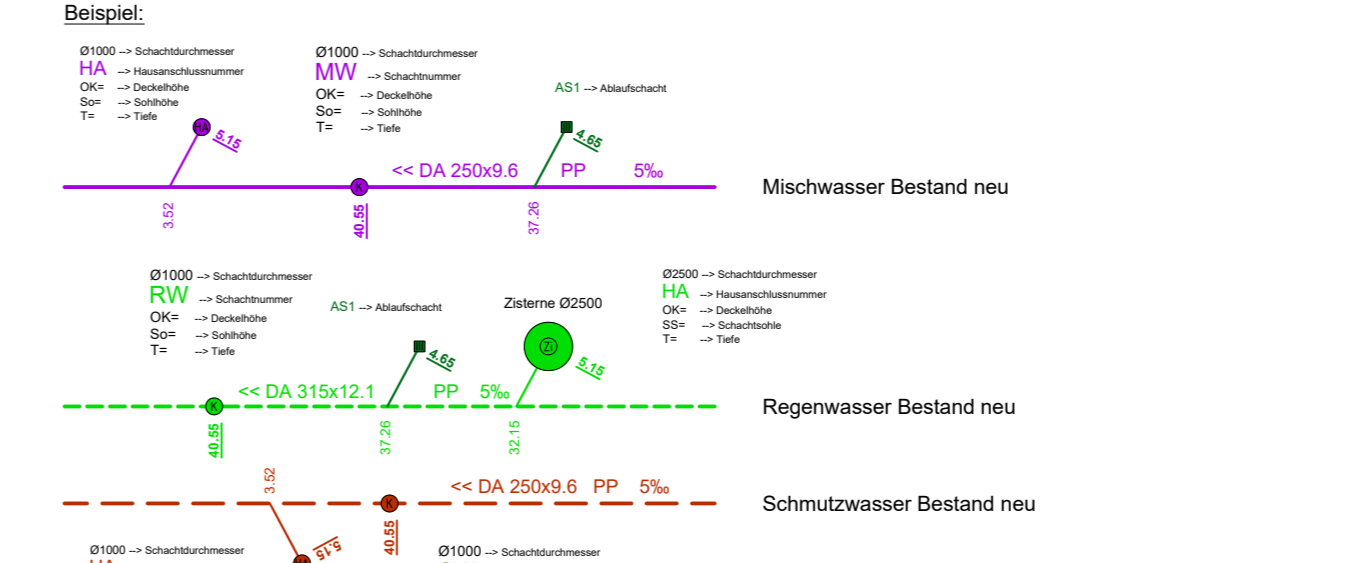 Beispiel:
Ø1000 --> Schachtdurchmesser
HA --> Hausanschlussnummer
OK= --> Deckelhöhe
So= --> Sohlhöhe
T= --> Tiefe
HA
5.15
Ø1000 --> Schachtdurchmesser
MW --> Schachtnummer
OK= --> Deckelhöhe
So= --> Sohlhöhe
T= --> Tiefe
AS1 --> Ablaufschacht
4.65
<< DA 250x9.6 PP 5‰
K
Mischwasser Bestand neu
3.52
40.55
37.26
Ø1000 --> Schachtdurchmesser
RW --> Schachtnummer
OK= --> Deckelhöhe
So= --> Sohlhöhe
T= --> Tiefe
AS1 --> Ablaufschacht
4.65
Zisterne Ø2500
Zi
5.15
Ø2500 --> Schachtdurchmesser
HA --> Hausanschlussnummer
OK= --> Deckelhöhe
SS= --> Schachtsohle
T= --> Tiefe
<< DA 315x12.1 PP 5‰
K
Regenwasser Bestand neu
40.55
37.26
32.15
3.52
<< DA 250x9.6 PP 5‰
K
Schmutzwasser Bestand neu
40.55
5.15
Ø1000 --> Schachtdurchmesser
Ø1000 --> Schachtdurchmesser